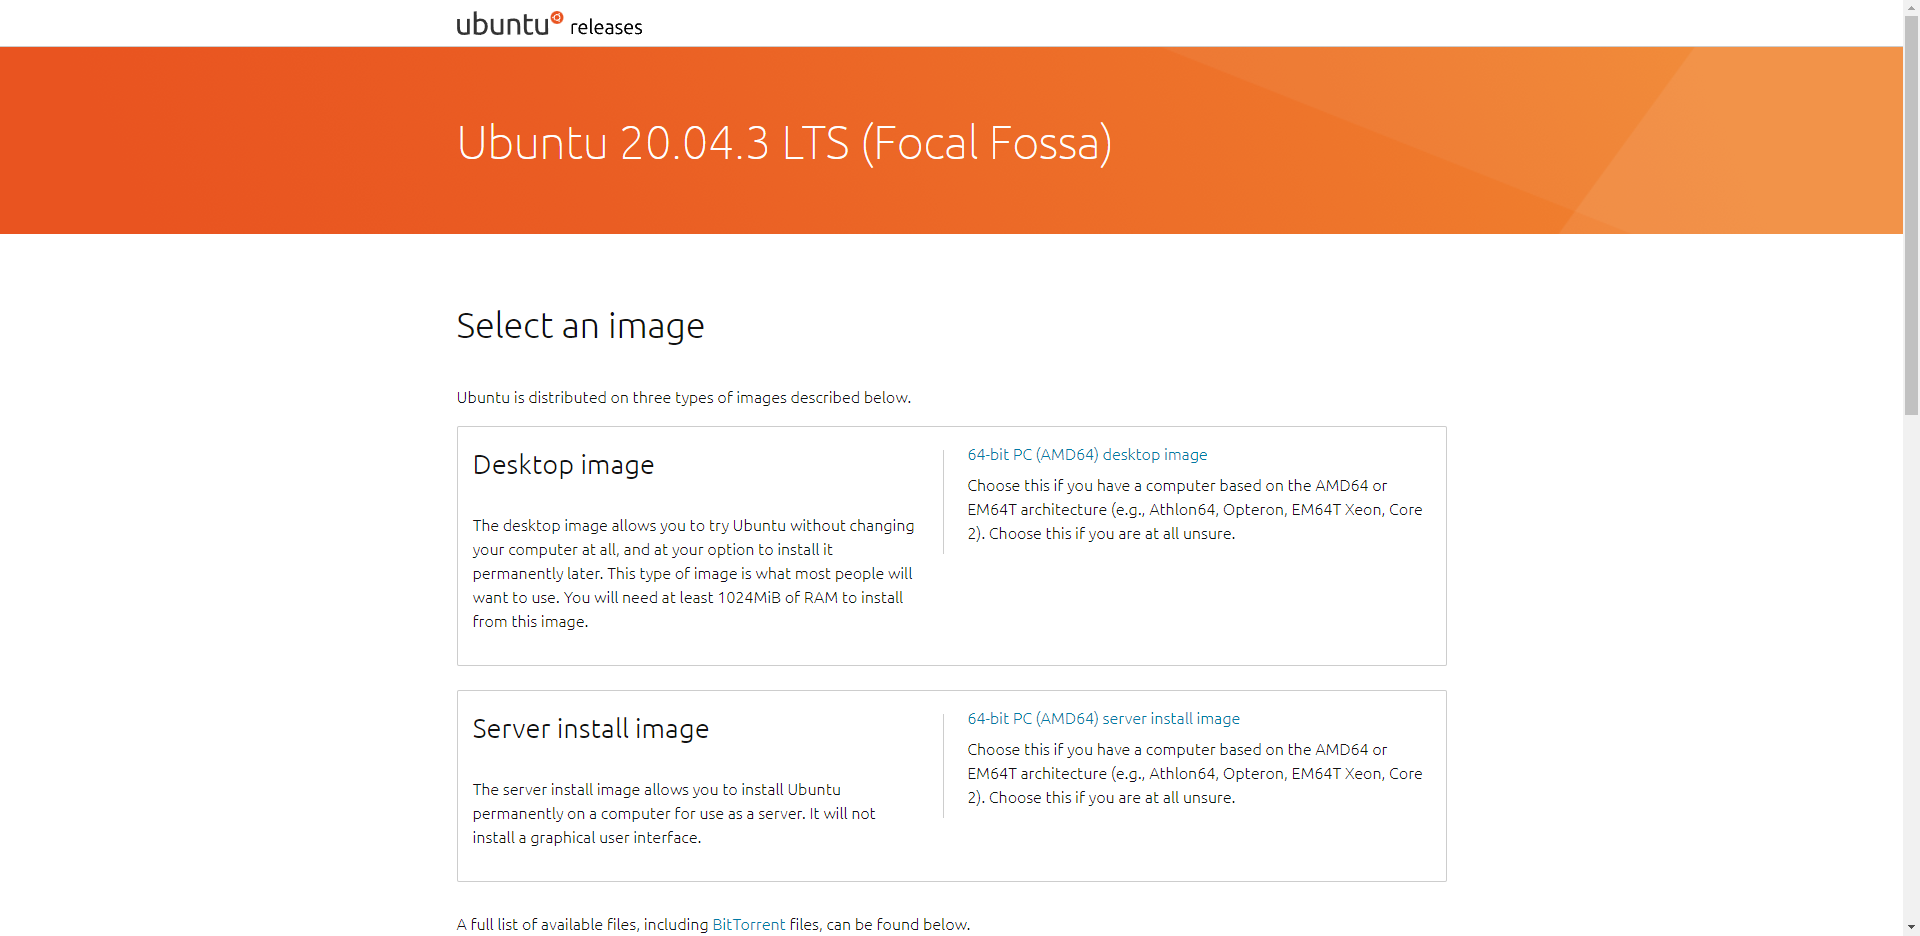 ubuntu releases
Ubuntu 20.04.3 LTS (Focal Fossa)
Select an image
Ubuntu is distributed on three types of images described below.
Desktop image
The desktop image allows you to try Ubuntu without changing
your computer at all, and at your option to install it
permanently later. This type of image is what most people will
want to use. You will need at least 1024MiB of RAM to install
from this image.
64-bit PC (AMD64) desktop image
Choose this if you have a computer based on the AMD64 or
EM64T architecture (e.g., Athlon64, Opteron, EM64T Xeon, Core
2). Choose this if you are at all unsure.
Server install image
The server install image allows you to install Ubuntu
permanently on a computer for use as a server. It will not
install a graphical user interface.
64-bit PC (AMD64) server install image
Choose this if you have a computer based on the AMD64 or
EM64T architecture (e.g., Athlon64, Opteron, EM64T Xeon, Core
2). Choose this if you are at all unsure.
A full list of available files, including BitTorrent files, can be found below.